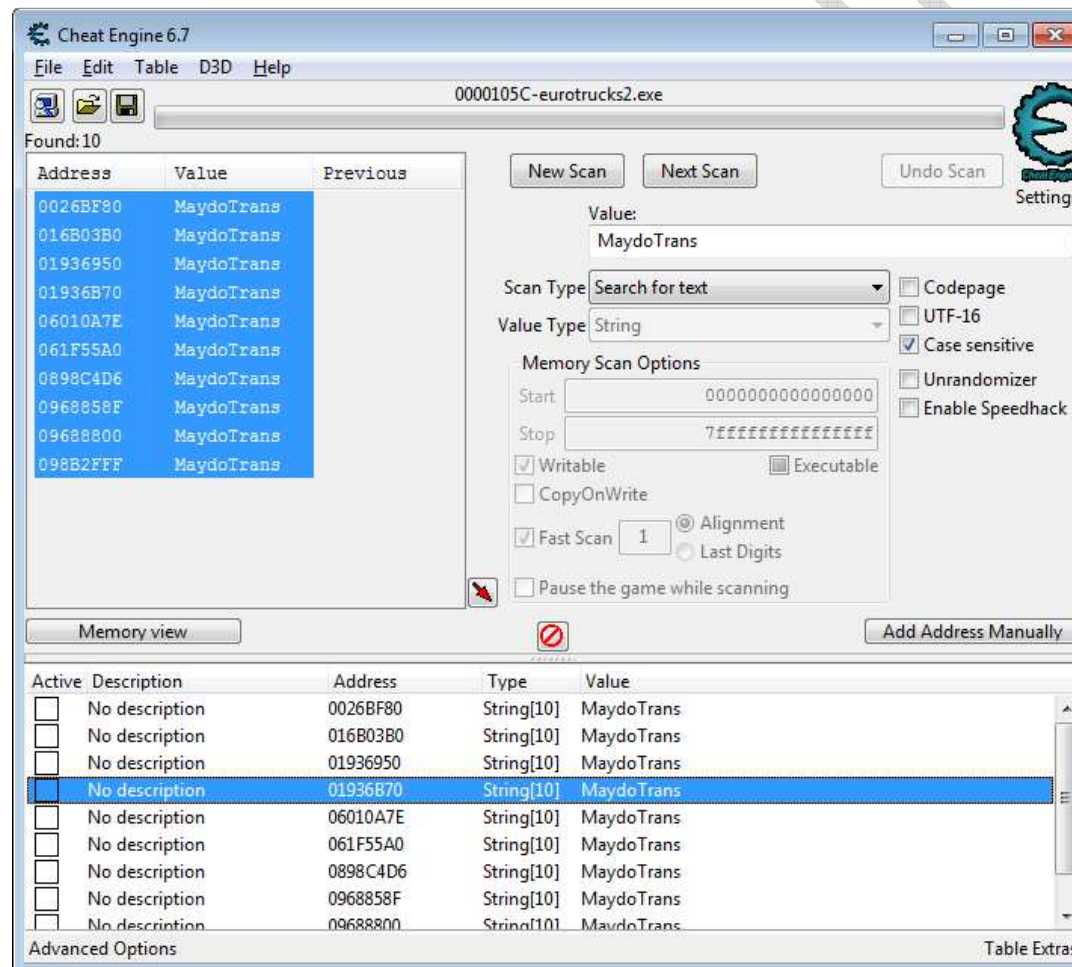 Cheat Engine 6.7
File Edit Table D3D Help
0000105C-eurotrucks2.exe
Found: 10
Address Value Previous
0026BF80 MaydoTrans
016B03B0 MaydoTrans
01936950 MaydoTrans
01936B70 MaydoTrans
06010A7E MaydoTrans
061F55A0 MaydoTrans
0898C4D6 MaydoTrans
0968858F MaydoTrans
09688800 MaydoTrans
098B2FFF MaydoTrans
New Scan Next Scan Undo Scan
Cheat Engine
Setting
Value:
MaydoTrans
Scan Type Search for text
Value Type String
Codepage
UTF-16
Case sensitive
Unrandomizer
Enable Speedhack
Memory Scan Options
Start 0000000000000000
Stop 7fffffffffffffff
Writable Executable
CopyOnWrite
Fast Scan 1 Alignment
Last Digits
Pause the game while scanning
Memory view Add Address Manually
Active Description Address Type Value
No description 0026BF80 String[10] MaydoTrans
No description 016B03B0 String[10] MaydoTrans
No description 01936950 String[10] MaydoTrans
No description 01936B70 String[10] MaydoTrans
No description 06010A7E String[10] MaydoTrans
No description 061F55A0 String[10] MaydoTrans
No description 0898C4D6 String[10] MaydoTrans
No description 0968858F String[10] MaydoTrans
No description 09688800 String[10] MaydoTrans
Advanced Options Table Extras